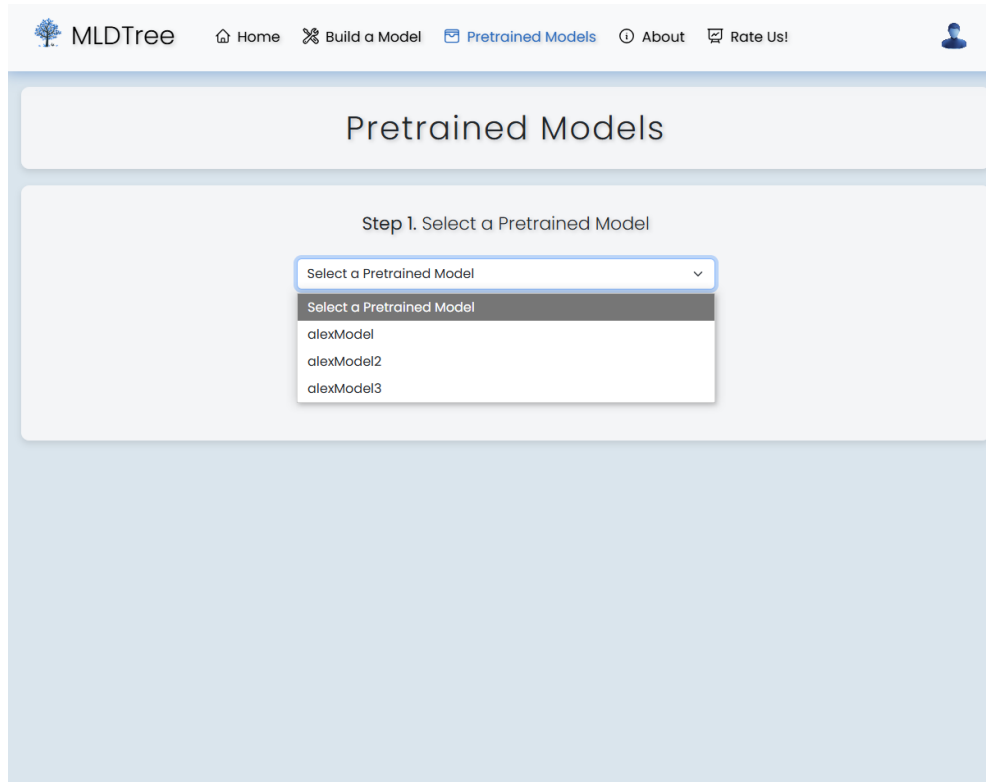 MLDTree Home Build a Model Pretrained Models About Rate Us!
Pretrained Models
Step 1. Select a Pretrained Model
Select a Pretrained Model
Select a Pretrained Model
alexModel
alexModel2
alexModel3